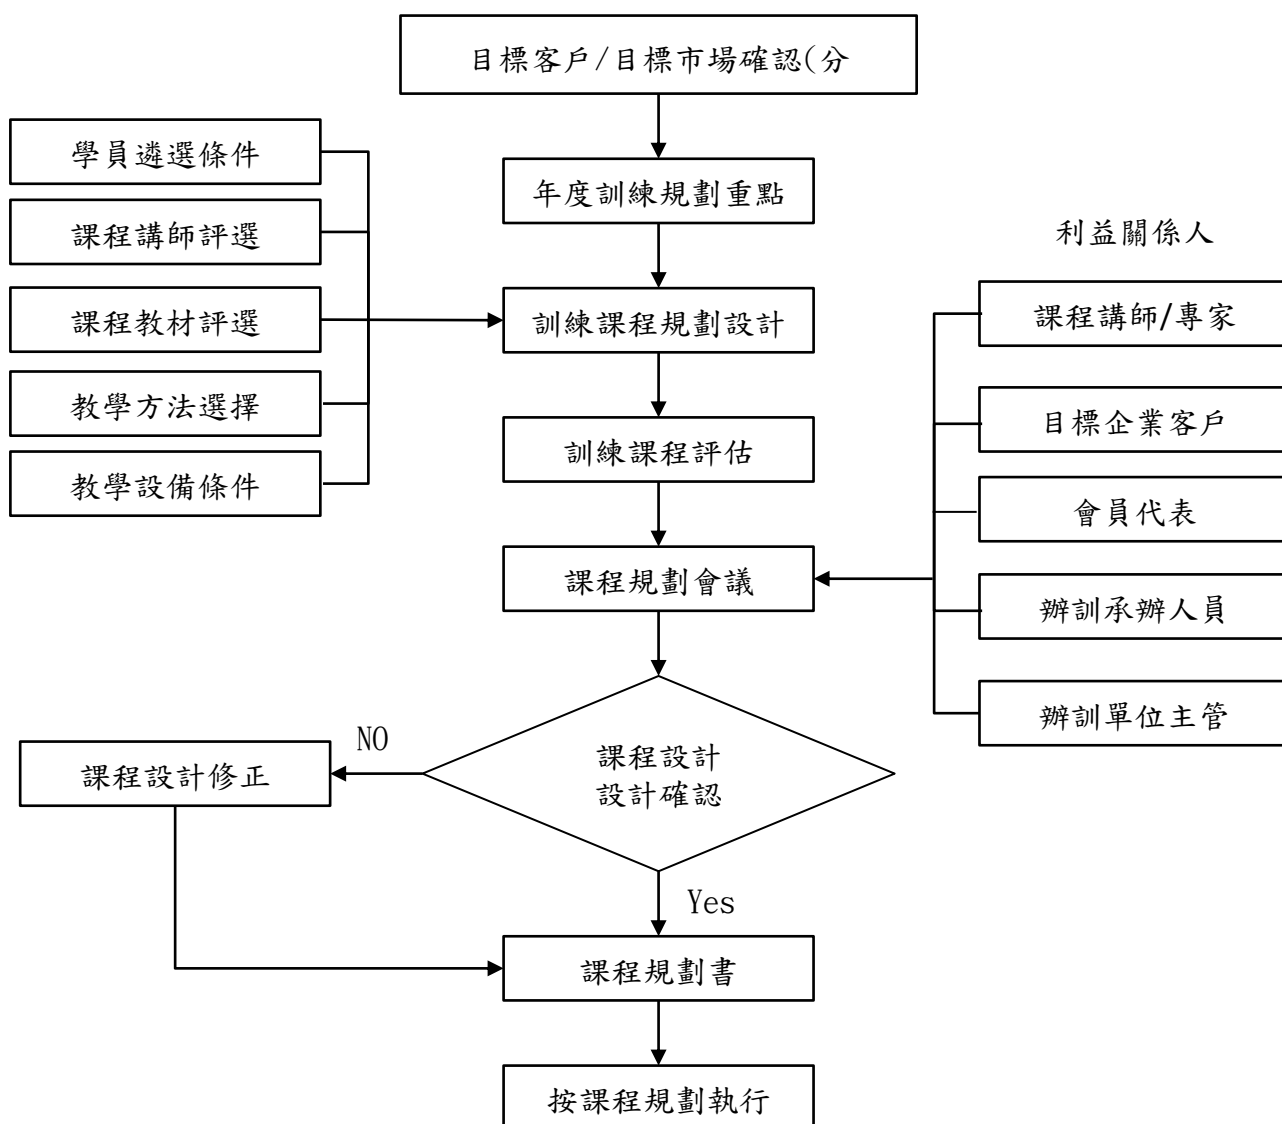 目標客戶/目標市場確認(分
學員遴選條件
課程講師評選
課程教材評選
教學方法選擇
教學設備條件
年度訓練規劃重點
訓練課程規劃設計
訓練課程評估
課程規劃會議
利益關係人
課程講師/專家
目標企業客戶
會員代表
辦訓承辦人員
辦訓單位主管
課程設計
設計確認
NO
課程設計修正
Yes
課程規劃書
按課程規劃執行